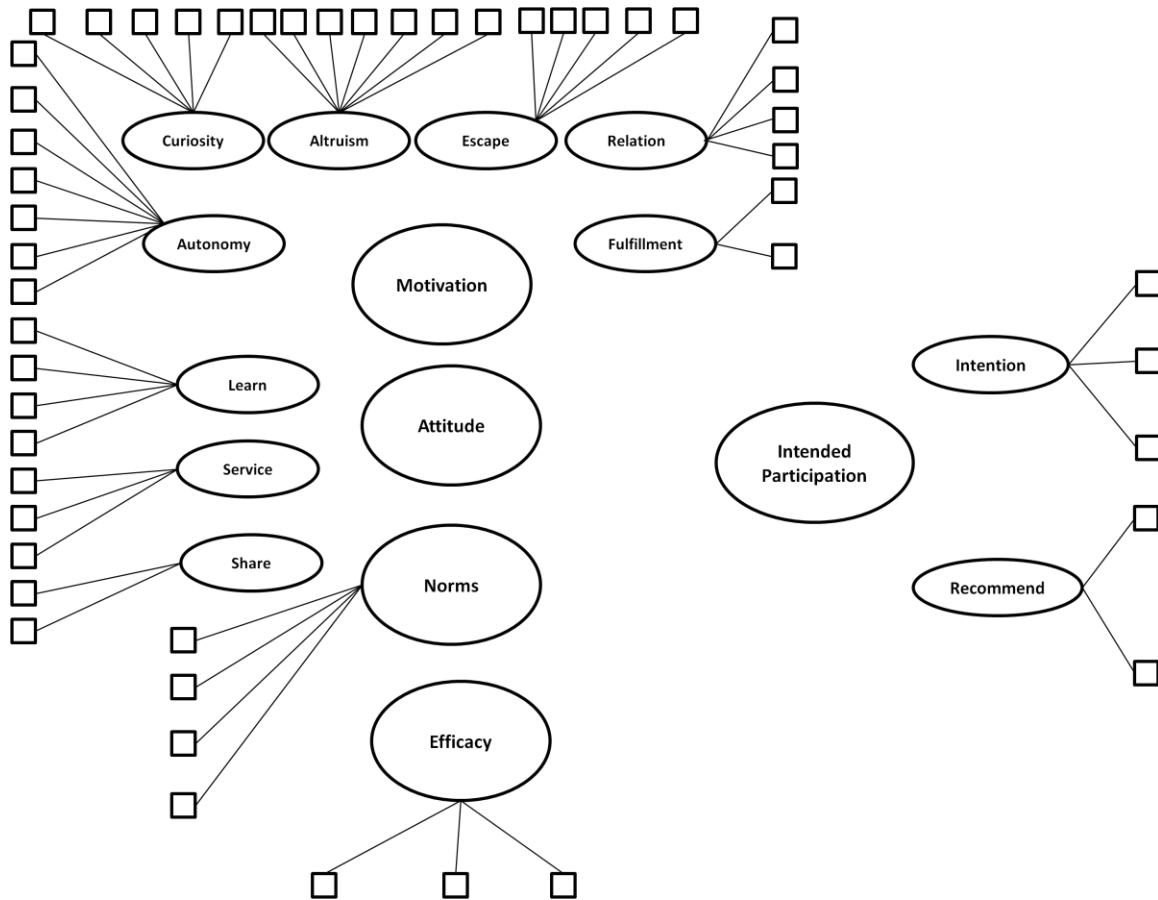 Curiosity
Altruism
Escape
Relation
Autonomy
Fulfillment
Motivation
Intention
Learn
Attitude
Intended
Participation
Service
Share
Norms
Recommend
Efficacy